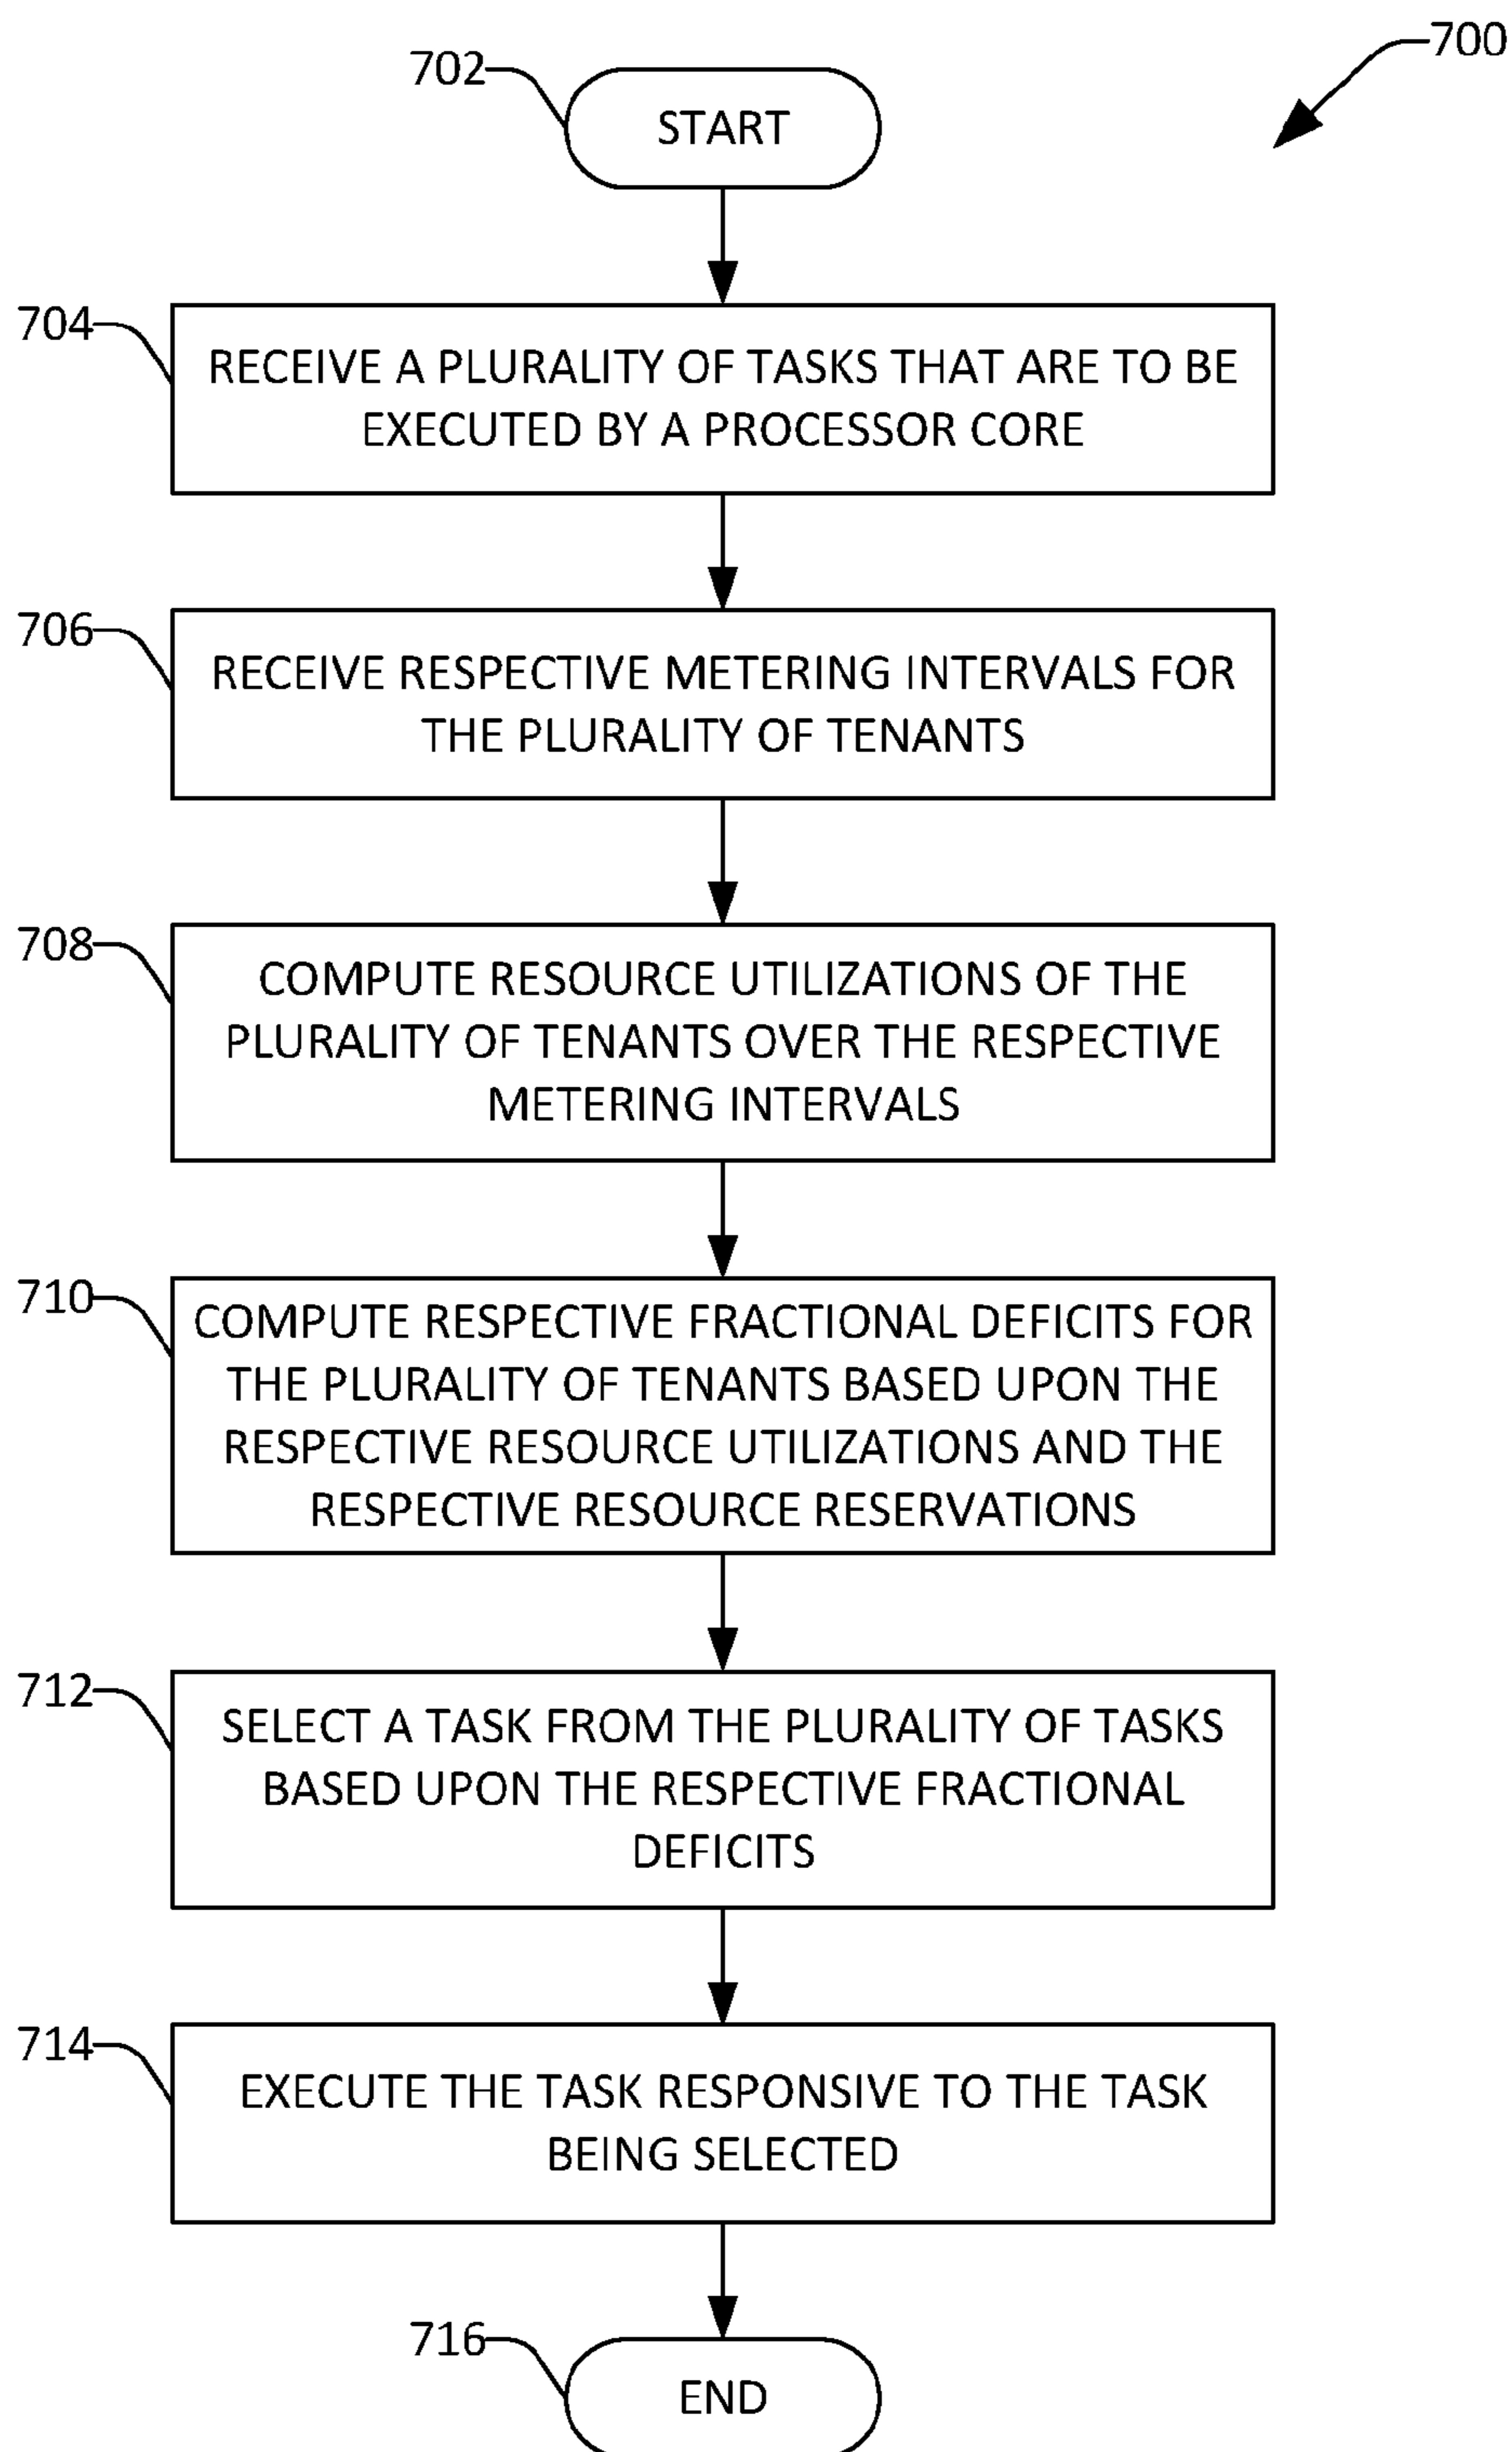 700
702
START
704
RECEIVE A PLURALITY OF TASKS THAT ARE TO BE
EXECUTED BY A PROCESSOR CORE
706
RECEIVE RESPECTIVE METERING INTERVALS FOR
THE PLURALITY OF TENANTS
708
COMPUTE RESOURCE UTILIZATIONS OF THE
PLURALITY OF TENANTS OVER THE RESPECTIVE
METERING INTERVALS
710
COMPUTE RESPECTIVE FRACTIONAL DEFICITS FOR
THE PLURALITY OF TENANTS BASED UPON THE
RESPECTIVE RESOURCE UTILIZATIONS AND THE
RESPECTIVE RESOURCE RESERVATIONS
712
SELECT A TASK FROM THE PLURALITY OF TASKS
BASED UPON THE RESPECTIVE FRACTIONAL
DEFICITS
714
EXECUTE THE TASK RESPONSIVE TO THE TASK
BEING SELECTED
716
END